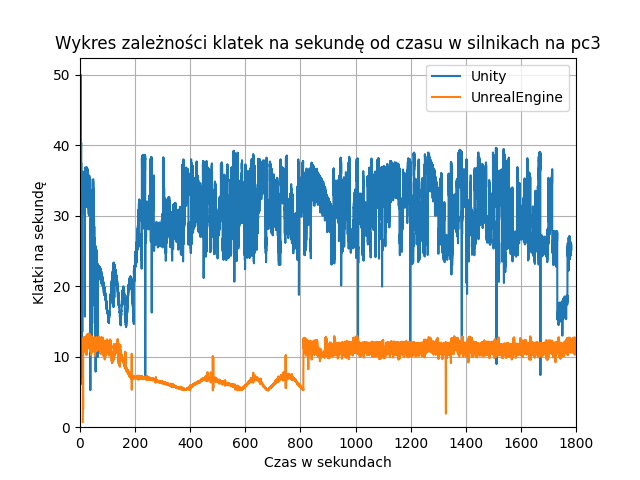 Wykres zależności klatek na sekundę od czasu w silnikach na pc3
Unity
UnrealEngine
Klatki na sekundę
50
40
30
20
10
0
0 200 400 600 800 1000 1200 1400 1600 1800
Czas w sekundach